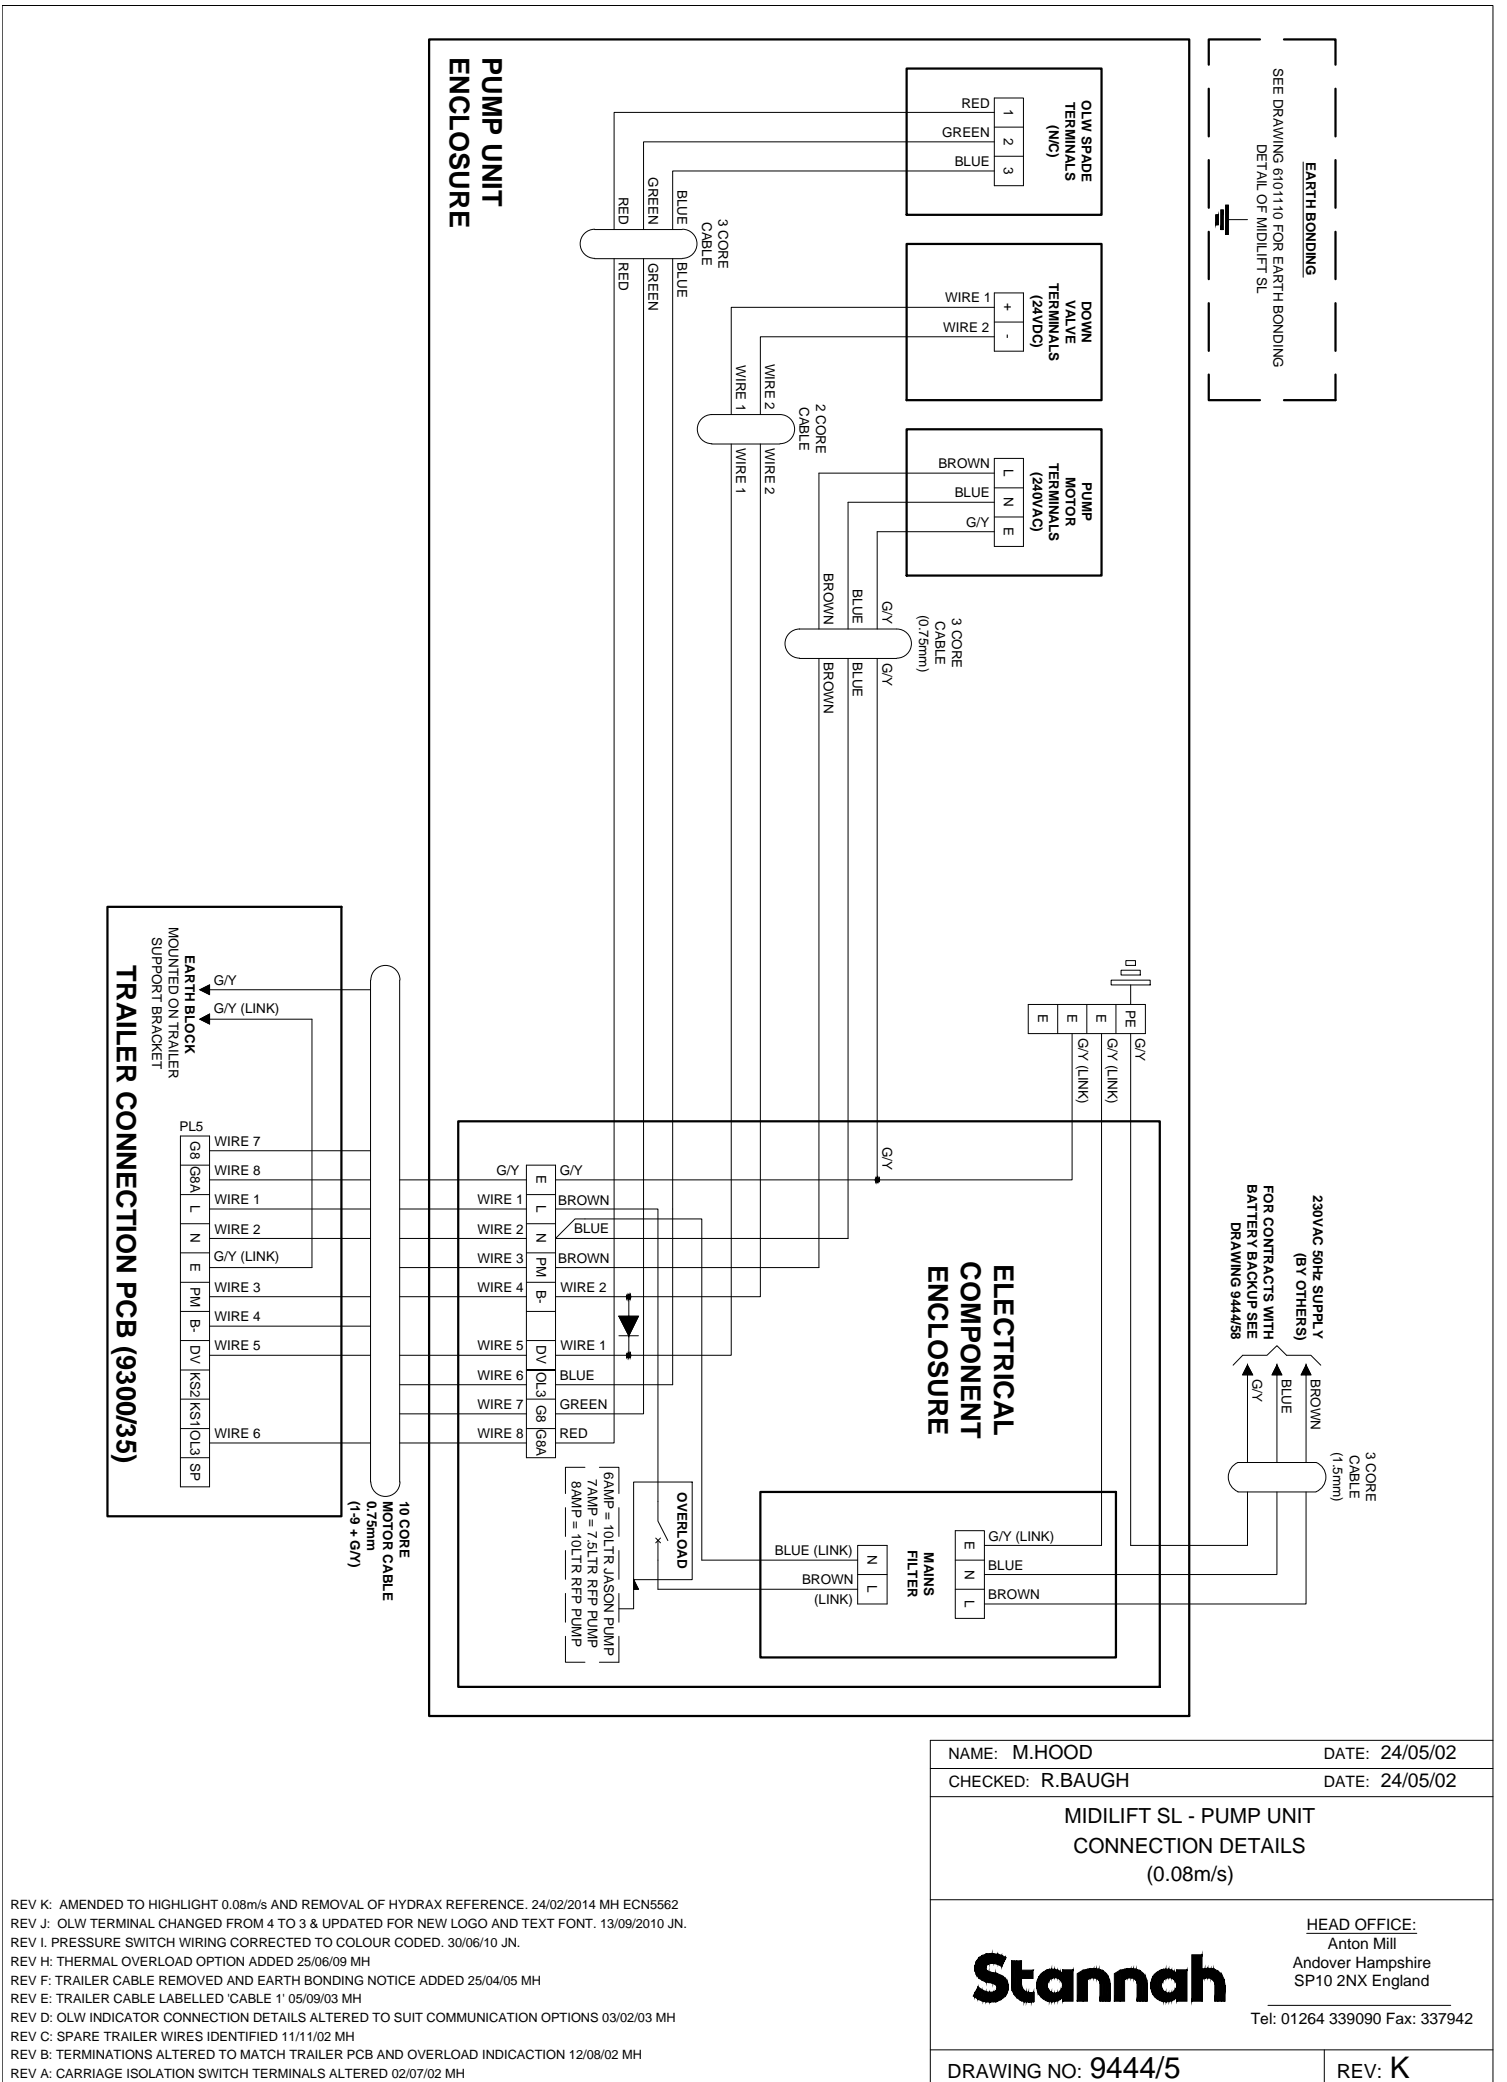 PUMP UNIT
ENCLOSURE
OLW SPADE
TERMINALS
(N/C)
1
2
3
RED
GREEN
BLUE
BLUE
GREEN
RED
3 CORE
CABLE
BLUE
GREEN
RED
DOWN
VALVE
TERMINALS
(24VDC)
+
-
WIRE 1
WIRE 2
WIRE 2
WIRE 1
2 CORE
CABLE
WIRE 2
WIRE 1
PUMP
MOTOR
TERMINALS
(240VAC)
L
N
E
BROWN
BLUE
G/Y
G/Y
BLUE
BROWN
3 CORE
CABLE
(0.75mm)
G/Y
BLUE
BROWN
EARTH BONDING
SEE DRAWING 6101110 FOR EARTH BONDING
DETAIL OF MIDILIFT SL
PE
E
E
E
G/Y
G/Y (LINK)
G/Y (LINK)
G/Y
230VAC 50Hz SUPPLY
(BY OTHERS)
FOR CONTRACTS WITH
BATTERY BACKUP SEE
DRAWING 9444/58
BROWN
BLUE
G/Y
3 CORE
CABLE
(1.5mm)
ELECTRICAL
COMPONENT
ENCLOSURE
G/Y E G/Y
WIRE 1 L BROWN
WIRE 2 N BLUE
WIRE 3 PM BROWN
WIRE 4 B- WIRE 2
WIRE 5 DV WIRE 1
WIRE 6 OL3 BLUE
WIRE 7 G8 GREEN
WIRE 8 G8A RED
MAINS
FILTER
E G/Y (LINK)
N BLUE
L BROWN
BLUE (LINK) N
BROWN L
(LINK)
OVERLOAD
6AMP = 10LTR JASON PUMP
7AMP = 7.5LTR RFP PUMP
8AMP = 10LTR RFP PUMP
10 CORE
MOTOR CABLE
0.75mm
(1-9 + G/Y)
TRAILER CONNECTION PCB (9300/35)
EARTH BLOCK
MOUNTED ON TRAILER
SUPPORT BRACKET
G/Y
G/Y (LINK)
PL5
G8 WIRE 7
G8A WIRE 8
L WIRE 1
N WIRE 2
E G/Y (LINK)
PM WIRE 3
B- WIRE 4
DV WIRE 5
KS2
KS1
OL3 WIRE 6
SP
NAME: M.HOOD DATE: 24/05/02
CHECKED: R.BAUGH DATE: 24/05/02
MIDILIFT SL - PUMP UNIT
CONNECTION DETAILS
(0.08m/s)
Stannah
HEAD OFFICE:
Anton Mill
Andover Hampshire
SP10 2NX England
Tel: 01264 339090 Fax: 337942
DRAWING NO: 9444/5 REV: K
REV K: AMENDED TO HIGHLIGHT 0.08m/s AND REMOVAL OF HYDRAX REFERENCE. 24/02/2014 MH ECN5562
REV J: OLW TERMINAL CHANGED FROM 4 TO 3 & UPDATED FOR NEW LOGO AND TEXT FONT. 13/09/2010 JN.
REV I. PRESSURE SWITCH WIRING CORRECTED TO COLOUR CODED. 30/06/10 JN.
REV H: THERMAL OVERLOAD OPTION ADDED 25/06/09 MH
REV F: TRAILER CABLE REMOVED AND EARTH BONDING NOTICE ADDED 25/04/05 MH
REV E: TRAILER CABLE LABELLED 'CABLE 1' 05/09/03 MH
REV D: OLW INDICATOR CONNECTION DETAILS ALTERED TO SUIT COMMUNICATION OPTIONS 03/02/03 MH
REV C: SPARE TRAILER WIRES IDENTIFIED 11/11/02 MH
REV B: TERMINATIONS ALTERED TO MATCH TRAILER PCB AND OVERLOAD INDICACTION 12/08/02 MH
REV A: CARRIAGE ISOLATION SWITCH TERMINALS ALTERED 02/07/02 MH